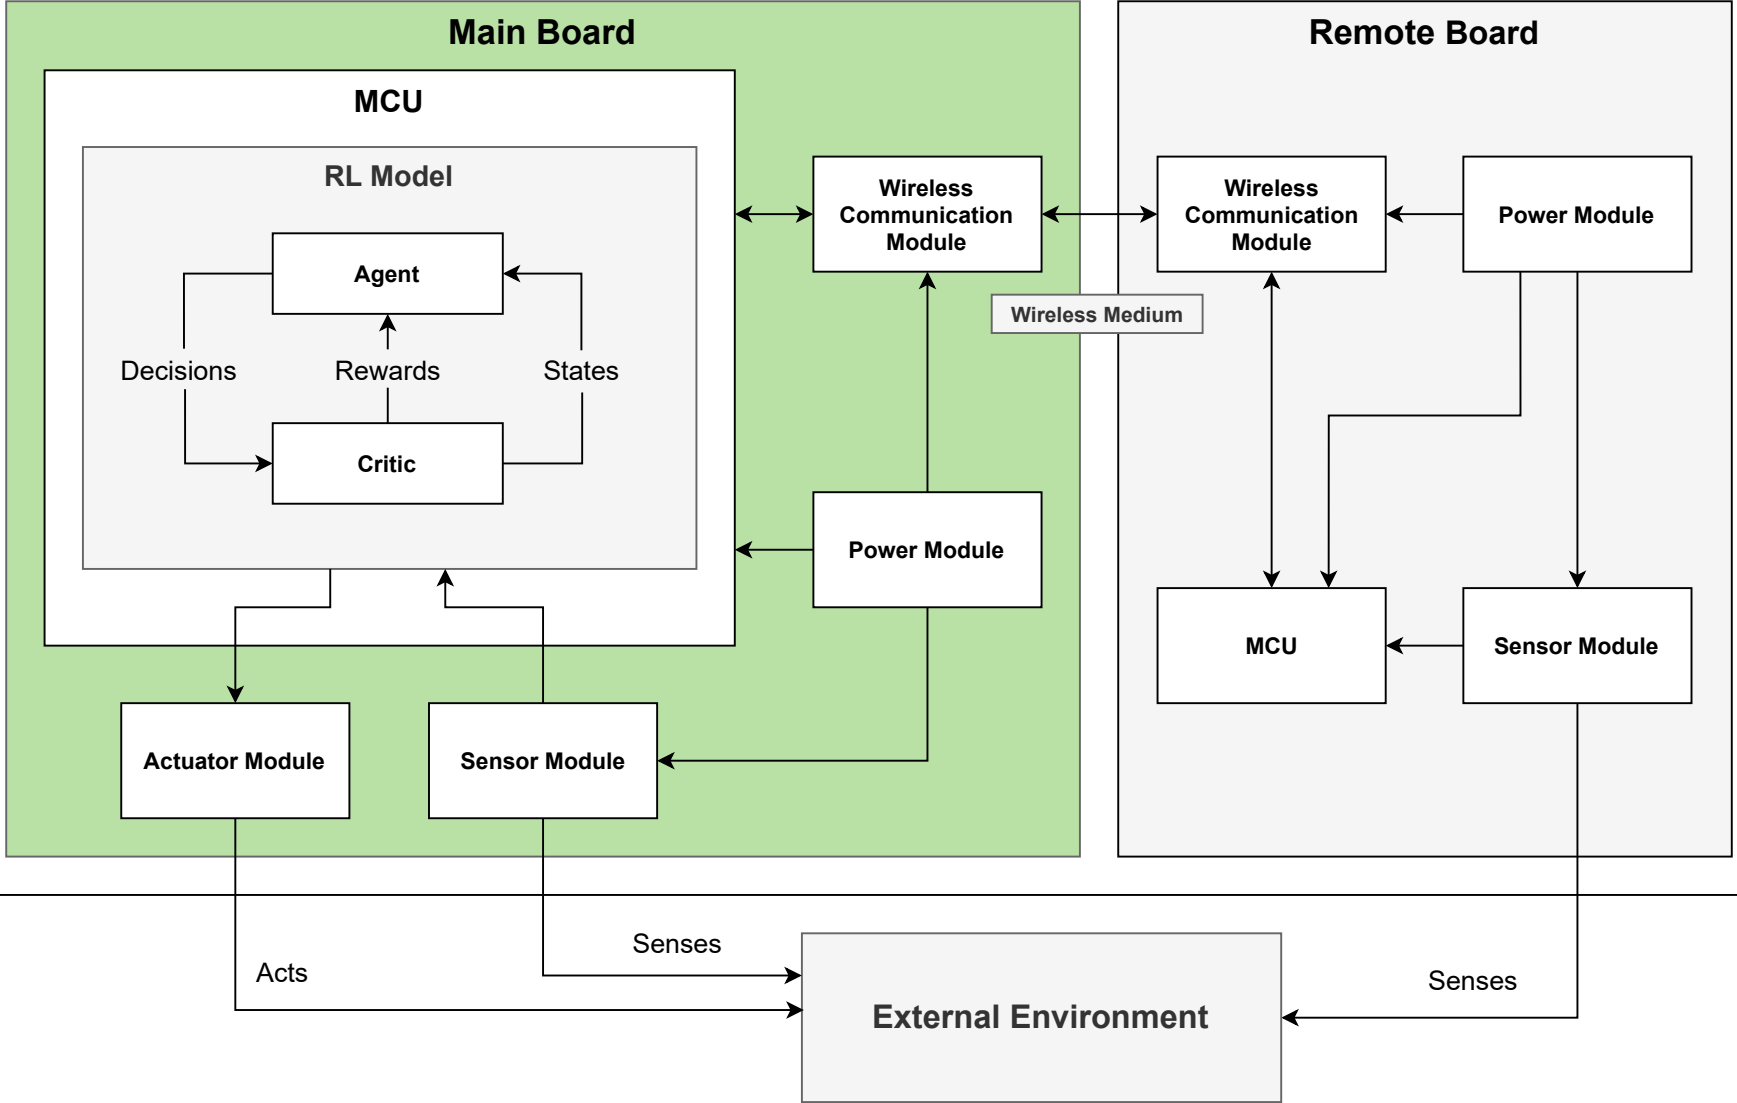 Main Board
MCU
RL Model
Agent
Decisions
Rewards
States
Critic
Wireless
Communication
Module
Power Module
Actuator Module
Sensor Module
Wireless Medium
Remote Board
Wireless
Communication
Module
Power Module
MCU
Sensor Module
Acts
Senses
External Environment
Senses